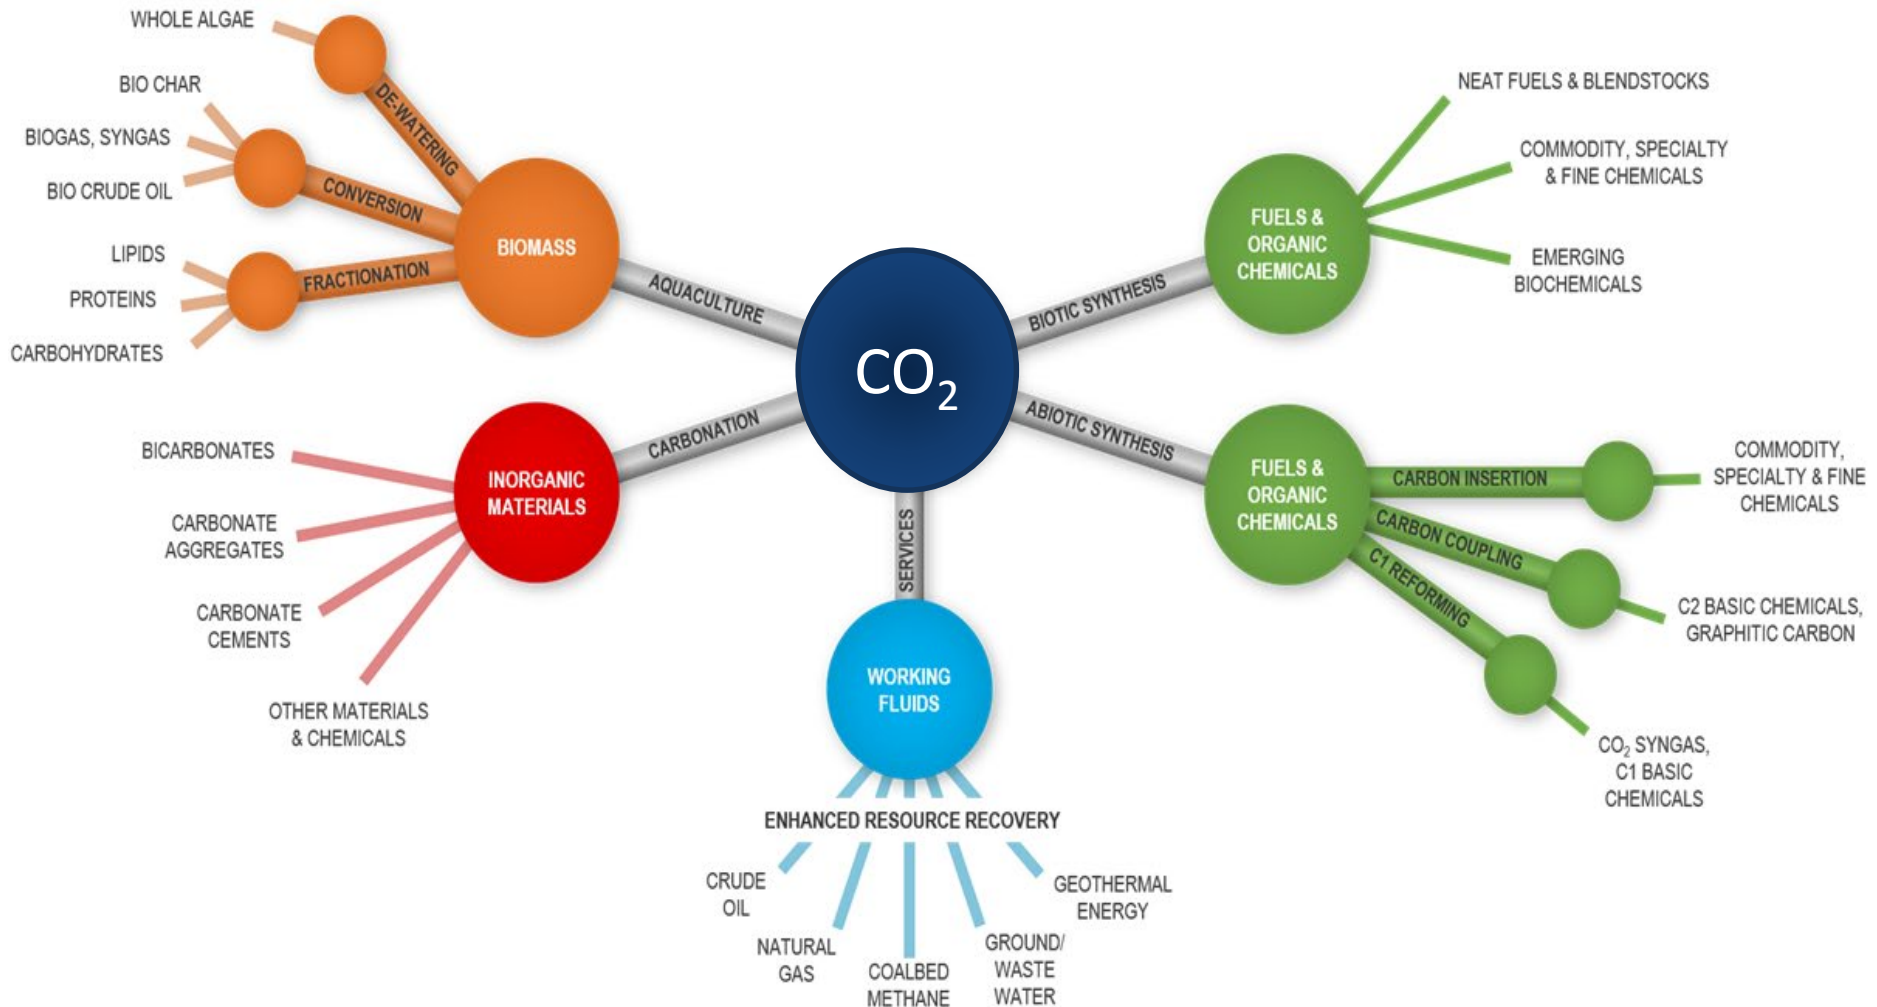 WHOLE ALGAE
BIO CHAR
BIOGAS, SYNGAS
BIO CRUDE OIL
LIPIDS
PROTEINS
CARBOHYDRATES
DE-WATERING
CONVERSION
FRACTIONATION
BIOMASS
AQUACULTURE
CO₂
BIOTIC SYNTHESIS
FUELS &
ORGANIC
CHEMICALS
NEAT FUELS & BLENDSTOCKS
COMMODITY, SPECIALTY
& FINE CHEMICALS
EMERGING
BIOCHEMICALS
CARBONATION
INORGANIC
MATERIALS
BICARBONATES
CARBONATE
AGGREGATES
CARBONATE
CEMENTS
OTHER MATERIALS
& CHEMICALS
ABIOTIC SYNTHESIS
FUELS &
ORGANIC
CHEMICALS
CARBON INSERTION
COMMODITY,
SPECIALTY & FINE
CHEMICALS
CARBON COUPLING
C2 BASIC CHEMICALS,
GRAPHITIC CARBON
C1 REFORMING
CO₂ SYNGAS,
C1 BASIC
CHEMICALS
SERVICES
WORKING
FLUIDS
ENHANCED RESOURCE RECOVERY
CRUDE
OIL
NATURAL
GAS
COALBED
METHANE
GROUND/
WASTE
WATER
GEOTHERMAL
ENERGY